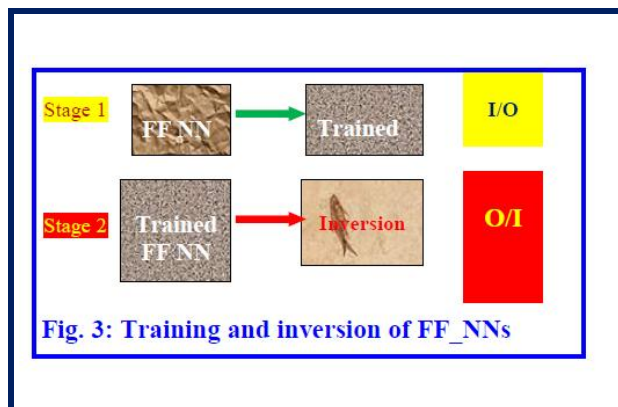 Stage 1
FF NN
Trained
I/O
Stage 2
Trained
FF NN
Inversion
O/I
Fig. 3: Training and inversion of FF_NNs